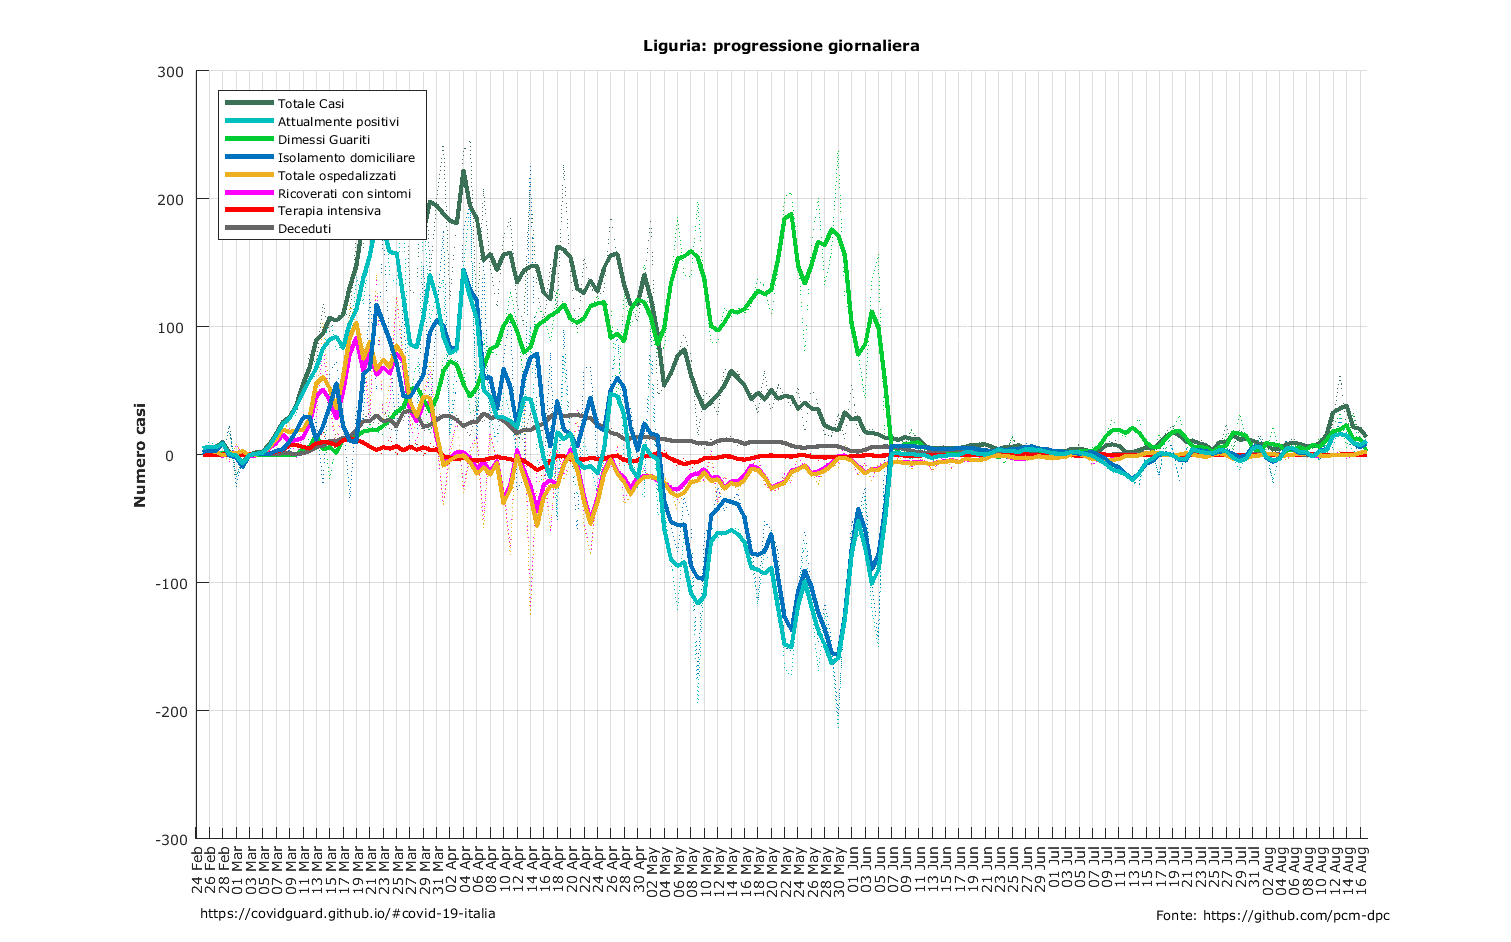 Liguria: progressione giornaliera
300
200
100
0
-100
-200
-300
Numero casi
Totale Casi
Attualmente positivi
Dimessi Guariti
Isolamento domiciliare
Totale ospedalizzati
Ricoverati con sintomi
Terapia intensiva
Deceduti
24 Feb
26 Feb
28 Feb
01 Mar
03 Mar
05 Mar
07 Mar
09 Mar
11 Mar
13 Mar
15 Mar
17 Mar
19 Mar
21 Mar
23 Mar
25 Mar
27 Mar
29 Mar
31 Mar
02 Apr
04 Apr
06 Apr
08 Apr
10 Apr
12 Apr
14 Apr
16 Apr
18 Apr
20 Apr
22 Apr
24 Apr
26 Apr
28 Apr
30 Apr
02 May
04 May
06 May
08 May
10 May
12 May
14 May
16 May
18 May
20 May
22 May
24 May
26 May
28 May
30 May
01 Jun
03 Jun
05 Jun
07 Jun
09 Jun
11 Jun
13 Jun
15 Jun
17 Jun
19 Jun
21 Jun
23 Jun
25 Jun
27 Jun
29 Jun
01 Jul
03 Jul
05 Jul
07 Jul
09 Jul
11 Jul
13 Jul
15 Jul
17 Jul
19 Jul
21 Jul
23 Jul
25 Jul
27 Jul
29 Jul
31 Jul
02 Aug
04 Aug
06 Aug
08 Aug
10 Aug
12 Aug
14 Aug
16 Aug
https://covidguard.github.io/#covid-19-italia
Fonte: https://github.com/pcm-dpc